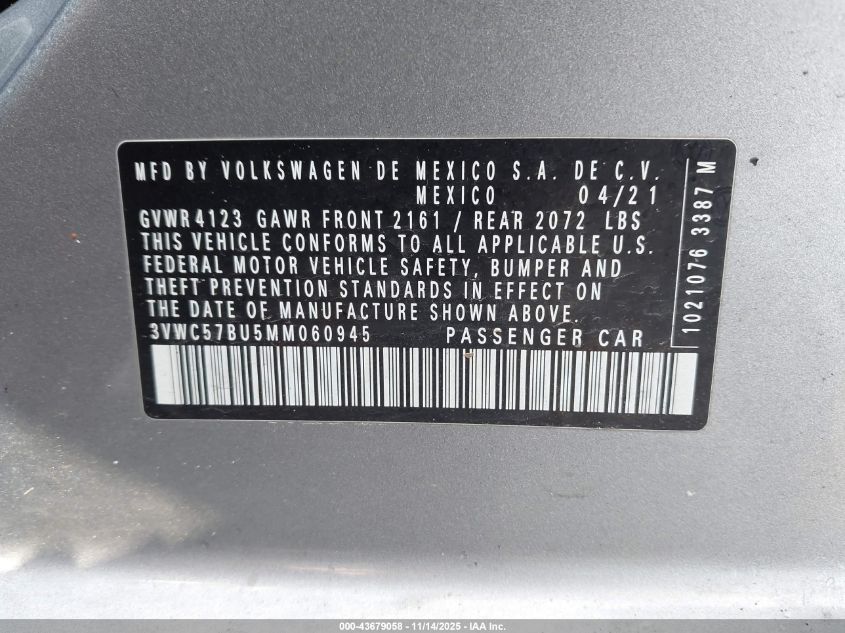 MFD BY VOLKSWAGEN DE MEXICO S.A. DE C.V.
MEXICO 04/21
GVWR 4123 GAWR FRONT 2161 / REAR 2072 LBS
THIS VEHICLE CONFORMS TO ALL APPLICABLE U.S.
FEDERAL MOTOR VEHICLE SAFETY, BUMPER AND
THEFT PREVENTION STANDARDS IN EFFECT ON
THE DATE OF MANUFACTURE SHOWN ABOVE.
3VWC57BU5MM060945 PASSENGER CAR
1021076 3387 M
000-43679058 - 11/14/2025 - IAA Inc.